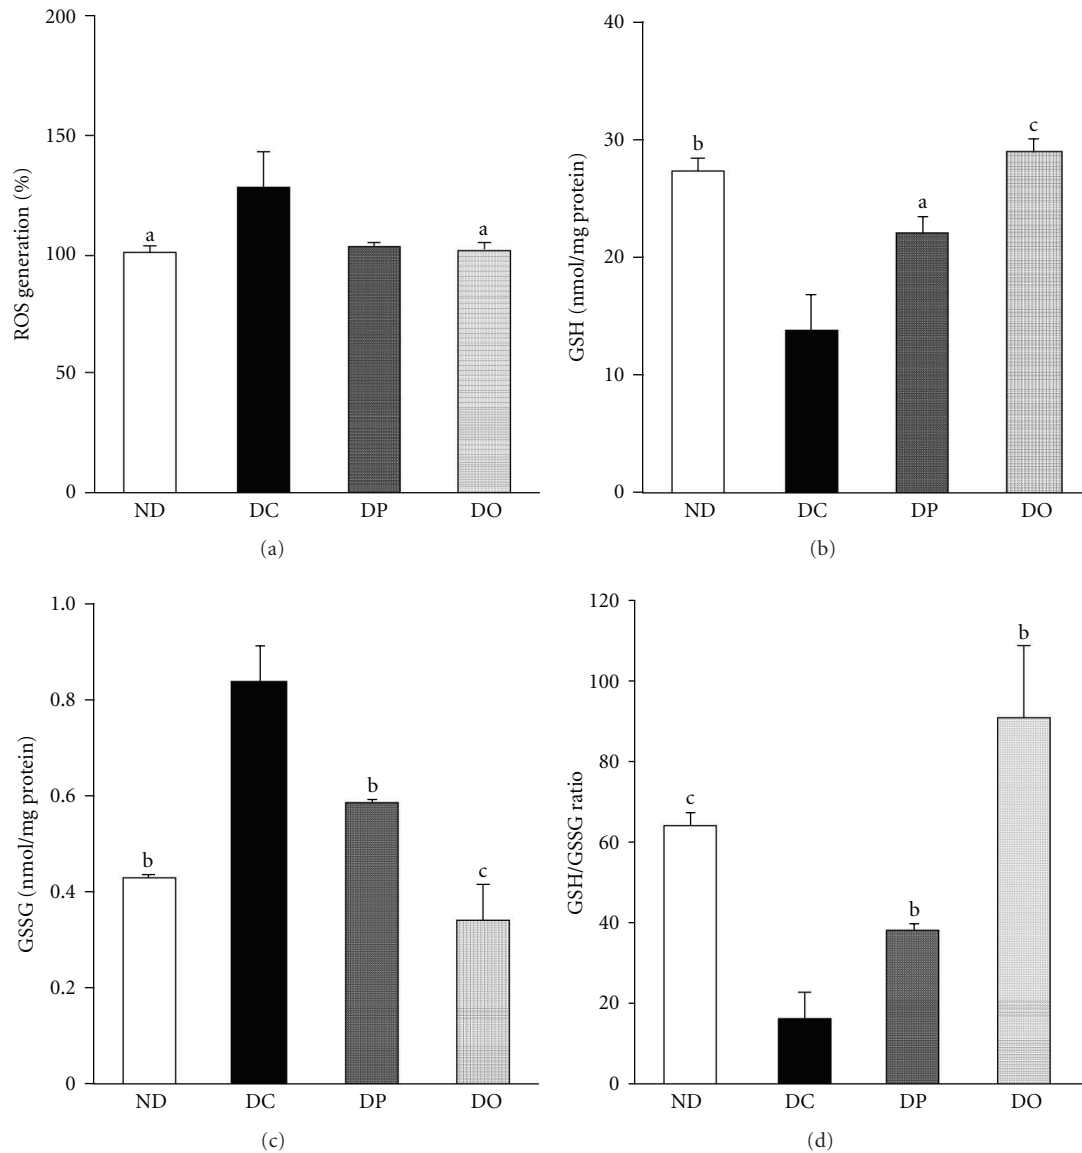 ROS generation (%)
200
150
100
50
0
a
a
ND DC DP DO
(a)
GSH (nmol/mg protein)
40
30
20
10
0
b
a
c
ND DC DP DO
(b)
GSSG (nmol/mg protein)
1.0
0.8
0.6
0.4
0.2
0
b
b
c
ND DC DP DO
(c)
GSH/GSSG ratio
120
100
80
60
40
20
0
c
b
b
ND DC DP DO
(d)